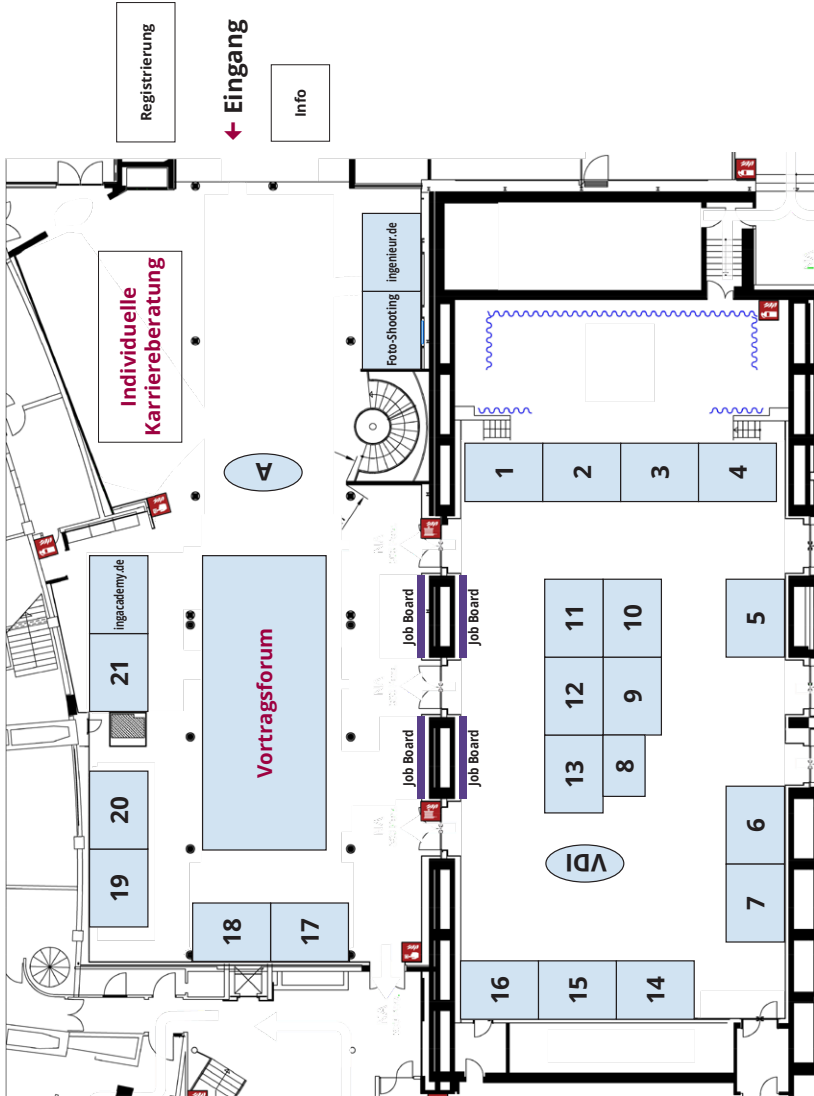 Registrierung
← Eingang
Info
Individuelle
Karriereberatung
ingenieur.de
Foto-Shooting
A
1
2
3
4
ingacademy.de
21
Vortragsforum
Job Board
Job Board
11
10
5
12
9
Job Board
Job Board
13
8
20
19
6
VDI
7
18
17
16
15
14